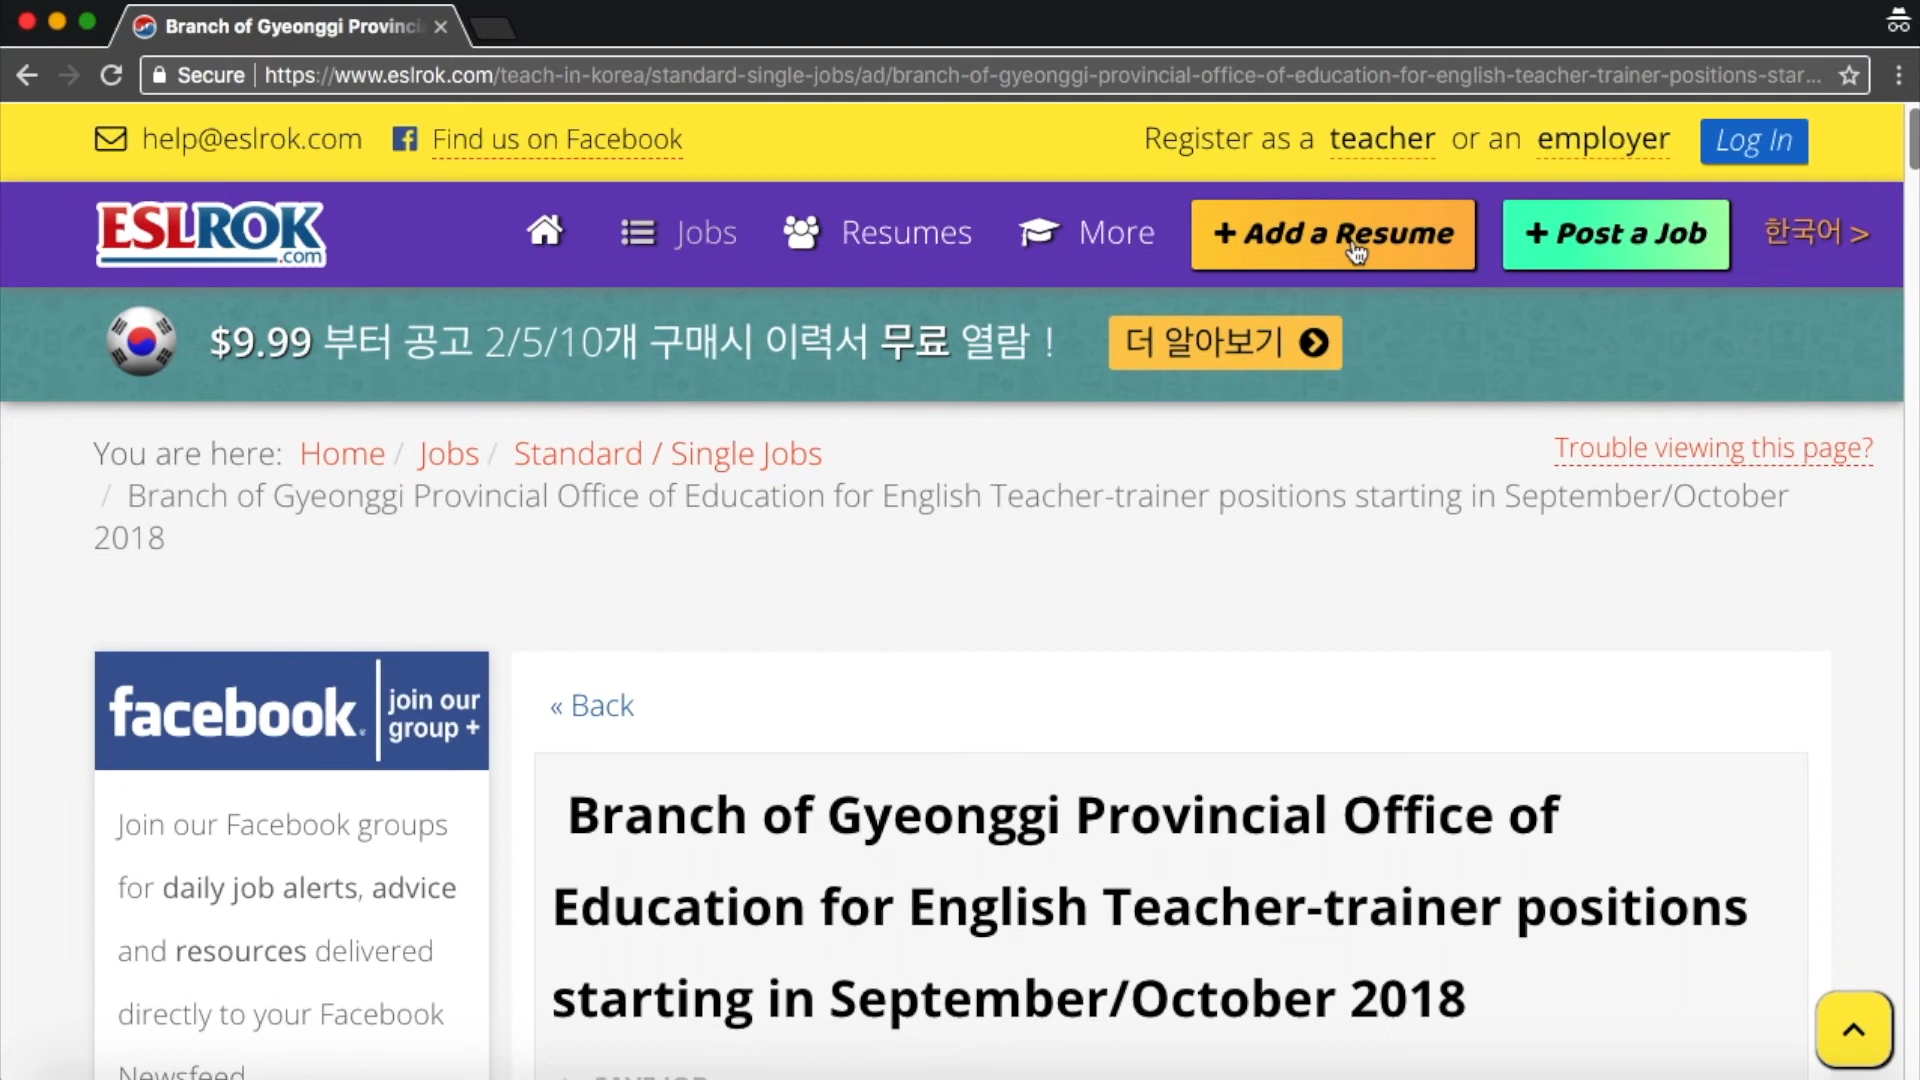 Branch of Gyeonggi Provinci
Secure | https://www.eslrok.com/teach-in-korea/standard-single-jobs/ad/branch-of-gyeonggi-provincial-office-of-education-for-english-teacher-trainer-positions-star...
help@eslrok.com Find us on Facebook Register as a teacher or an employer Log In
ESLROK.com Jobs Resumes More + Add a Resume + Post a Job 한국어 >
$9.99 부터 공고 2/5/10개 구매시 이력서 무료 열람 ! 더 알아보기
You are here: Home / Jobs / Standard / Single Jobs
Trouble viewing this page?
/ Branch of Gyeonggi Provincial Office of Education for English Teacher-trainer positions starting in September/October
2018
facebook. join our
group +
Join our Facebook groups
for daily job alerts, advice
and resources delivered
directly to your Facebook
Newsfeed
« Back
Branch of Gyeonggi Provincial Office of
Education for English Teacher-trainer positions
starting in September/October 2018